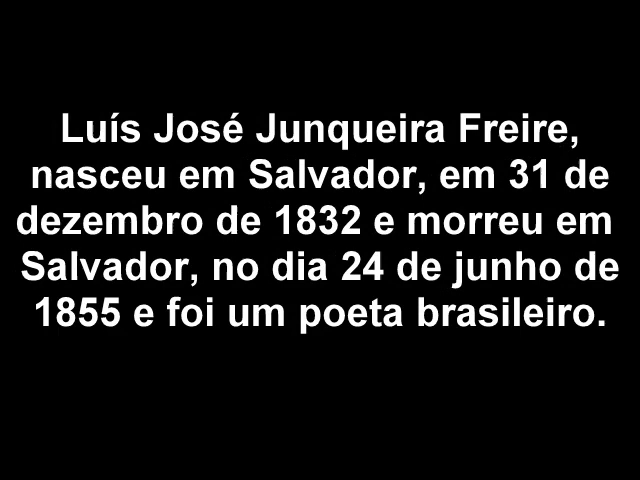 Luís José Junqueira Freire,
nasceu em Salvador, em 31 de
dezembro de 1832 e morreu em
Salvador, no dia 24 de junho de
1855 e foi um poeta brasileiro.